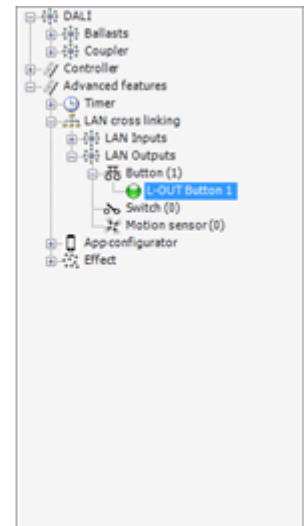 DALI
Ballasts
Coupler
Controller
Advanced features
Timer
LAN cross linking
LAN Inputs
LAN Outputs
Button (1)
L-OUT Button 1
Switch (0)
Motion sensor (0)
App-configurator
Effect